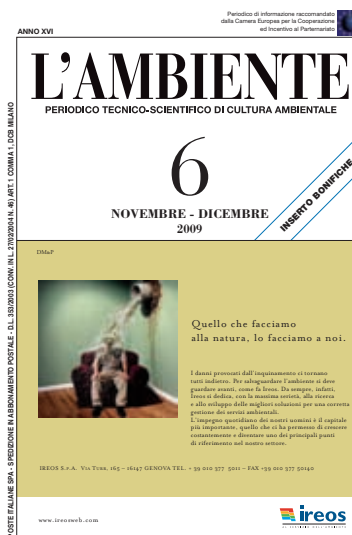 Periodico di informazione raccomandato
dalla Camera Europea per la Cooperazione
ed Incentivo al Partenariato
ANNO XVI
L'AMBIENTE
PERIODICO TECNICO-SCIENTIFICO DI CULTURA AMBIENTALE
6
NOVEMBRE - DICEMBRE
2009
INSERTO BONIFICHE
POSTE ITALIANE SPA - SPEDIZIONE IN ABBONAMENTO POSTALE - D.L. 353/2003 (CONV. IN L. 27/02/2004 N. 46) ART. 1 COMMA 1, DCB MILANO
DM&P
Quello che facciamo
alla natura, lo facciamo a noi.
I danni provocati dall'inquinamento ci tornano
tutti indietro. Per salvaguardare l'ambiente si deve
guardare avanti, come fa Ireos. Da sempre, infatti,
Ireos si dedica, con la massima serietà, alla ricerca
e allo sviluppo delle migliori soluzioni per una corretta
gestione dei servizi ambientali.
L'impegno quotidiano dei nostri uomini è il capitale
più importante, quello che ci ha permesso di crescere
costantemente e diventare uno dei principali punti
di riferimento nel nostro settore.
IREOS S.P.A. VIA TURR, 165 – 16147 GENOVA TEL. + 39 010 377 5011 – FAX +39 010 377 50140
www.ireosweb.com
ireos